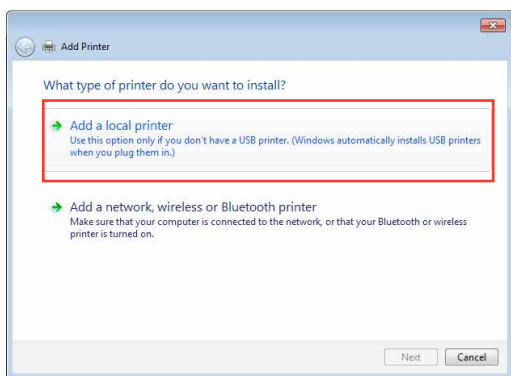 Add Printer
What type of printer do you want to install?
Add a local printer
Use this option only if you don't have a USB printer. (Windows automatically installs USB printers
when you plug them in.)
Add a network, wireless or Bluetooth printer
Make sure that your computer is connected to the network, or that your Bluetooth or wireless
printer is turned on.
Next Cancel